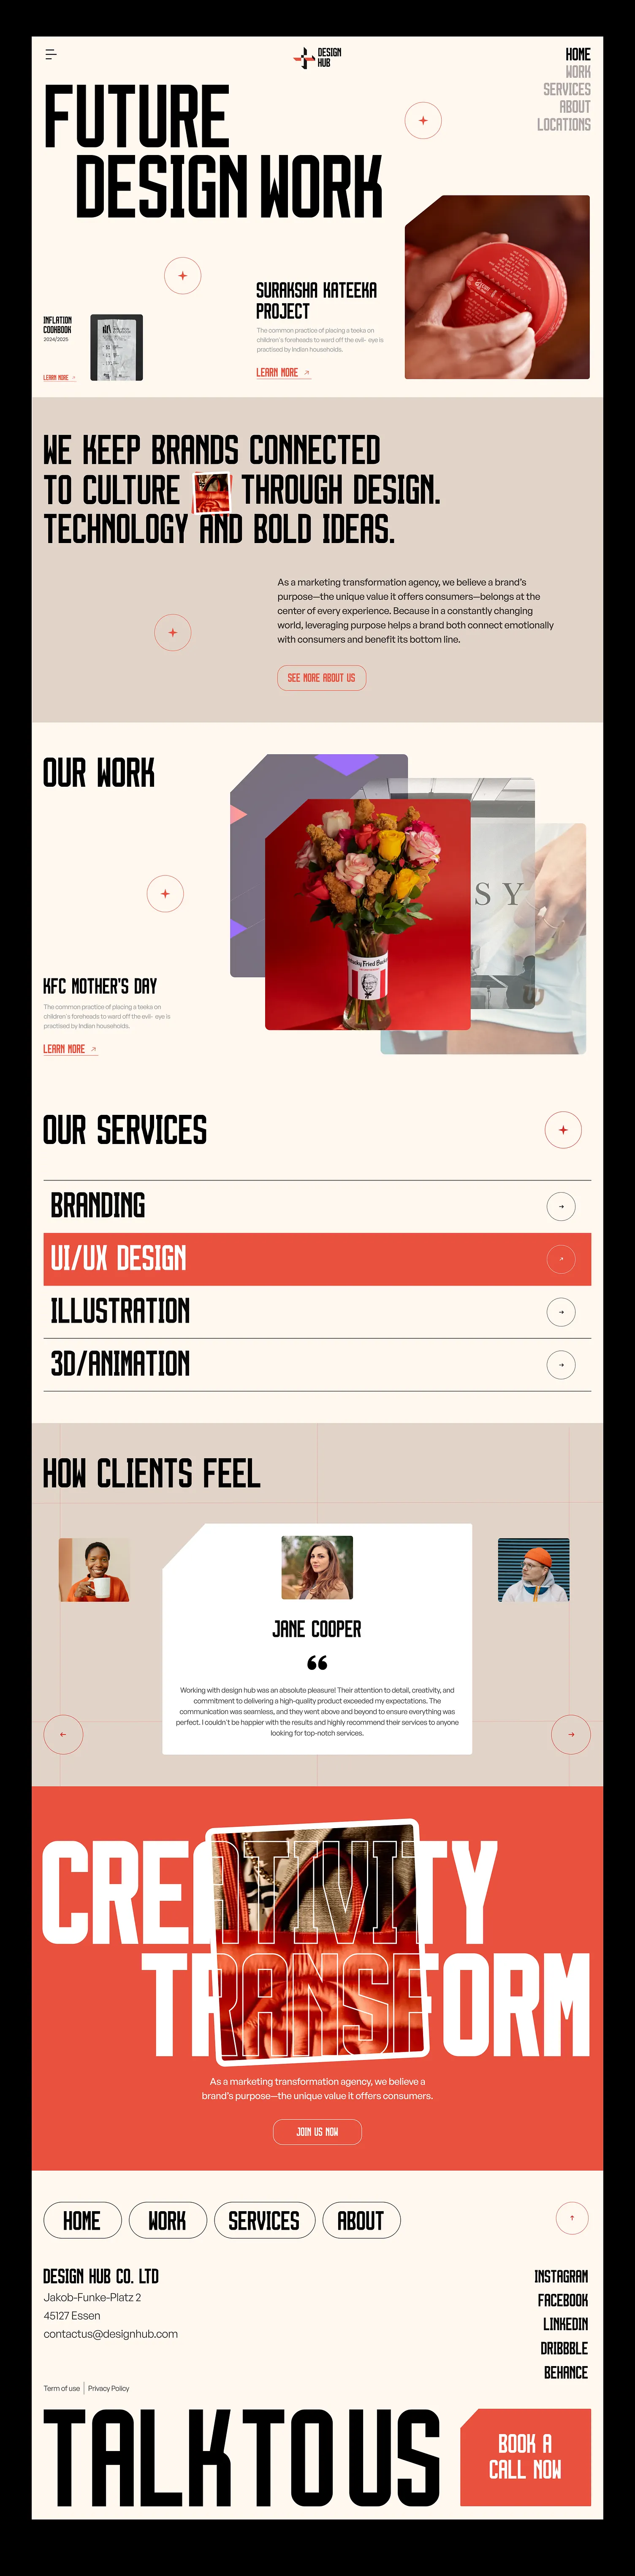 DESIGN
HUB
HOME
WORK
SERVICES
ABOUT
LOCATIONS
FUTURE
DESIGN WORK
INFLATION
COOKBOOK
2024/2025
LEARN MORE
SURAKSHA KATEEKA
PROJECT
The common practice of placing a teeka on
children's foreheads to ward off the evil- eye is
practised by Indian households.
LEARN MORE
WE KEEP BRANDS CONNECTED
TO CULTURE THROUGH DESIGN.
TECHNOLOGY AND BOLD IDEAS.
As a marketing transformation agency, we believe a brand's
purpose—the unique value it offers consumers—belongs at the
center of every experience. Because in a constantly changing
world, leveraging purpose helps a brand both connect emotionally
with consumers and benefit its bottom line.
SEE MORE ABOUT US
OUR WORK
SY
KFC MOTHER'S DAY
The common practice of placing a teeka on
children's foreheads to ward off the evil- eye is
practised by Indian households.
LEARN MORE
OUR SERVICES
BRANDING
UI/UX DESIGN
ILLUSTRATION
3D/ANIMATION
HOW CLIENTS FEEL
JANE COOPER
“
Working with design hub was an absolute pleasure! Their attention to detail, creativity, and
commitment to delivering a high-quality product exceeded my expectations. The
communication was seamless, and they went above and beyond to ensure everything was
perfect. I couldn't be happier with the results and highly recommend their services to anyone
looking for top-notch services.
CREATIVITY
TRANSFORM
As a marketing transformation agency, we believe a
brand's purpose—the unique value it offers consumers.
JOIN US NOW
HOME WORK SERVICES ABOUT
DESIGN HUB CO. LTD
Jakob-Funke-Platz 2
45127 Essen
contactus@designhub.com
INSTAGRAM
FACEBOOK
LINKEDIN
DRIBBBLE
BEHANCE
Term of use | Privacy Policy
TALK TO US
BOOK A
CALL NOW